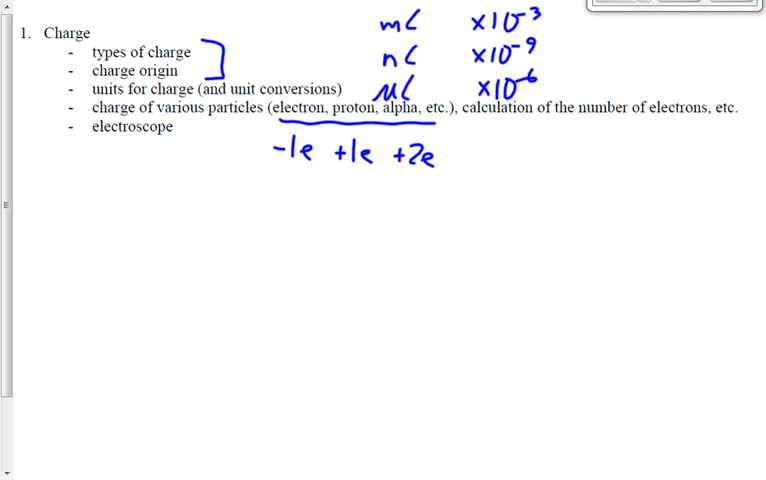 mC ×10⁻³
1. Charge
- types of charge
nC ×10⁻⁹
- charge origin
- units for charge (and unit conversions) μC ×10⁻⁶
- charge of various particles (electron, proton, alpha, etc.), calculation of the number of electrons, etc.
- electroscope
-1e +1e +2e